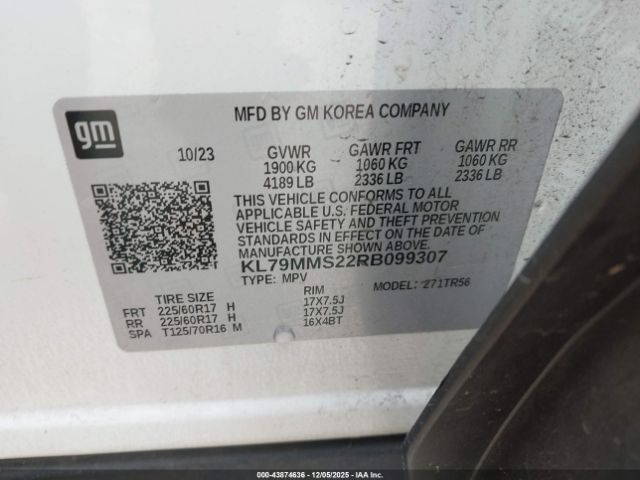 gm
MFD BY GM KOREA COMPANY
10/23 GVWR GAWR FRT GAWR RR
1900 KG 1060 KG 1060 KG
4189 LB 2336 LB 2336 LB
THIS VEHICLE CONFORMS TO ALL
APPLICABLE U.S. FEDERAL MOTOR
VEHICLE SAFETY AND THEFT PREVENTION
STANDARDS IN EFFECT ON THE DATE OF
MANUFACTURE SHOWN ABOVE.
KL79MMS22RB099307
TYPE: MPV MODEL: 271TR56
TIRE SIZE RIM
FRT 225/60R17 H 17X7.5J
RR 225/60R17 H 17X7.5J
SPA T125/70R16 M 16X4BT
000-43874636 - 12/05/2025 - IAA, Inc.